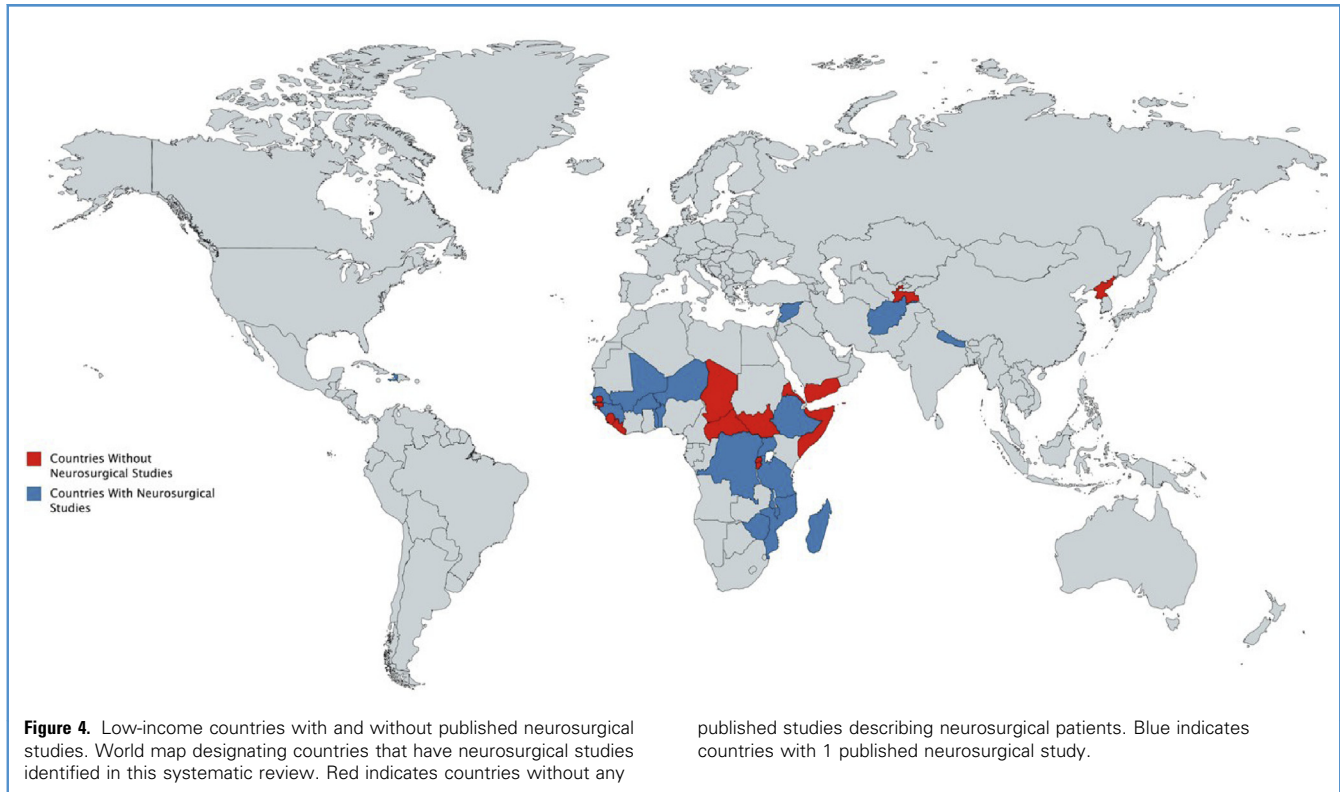 Countries Without
Neurosurgical Studies
Countries With Neurosurgical
Studies
Figure 4. Low-income countries with and without published neurosurgical
studies. World map designating countries that have neurosurgical studies
identified in this systematic review. Red indicates countries without any
published studies describing neurosurgical patients. Blue indicates
countries with 1 published neurosurgical study.